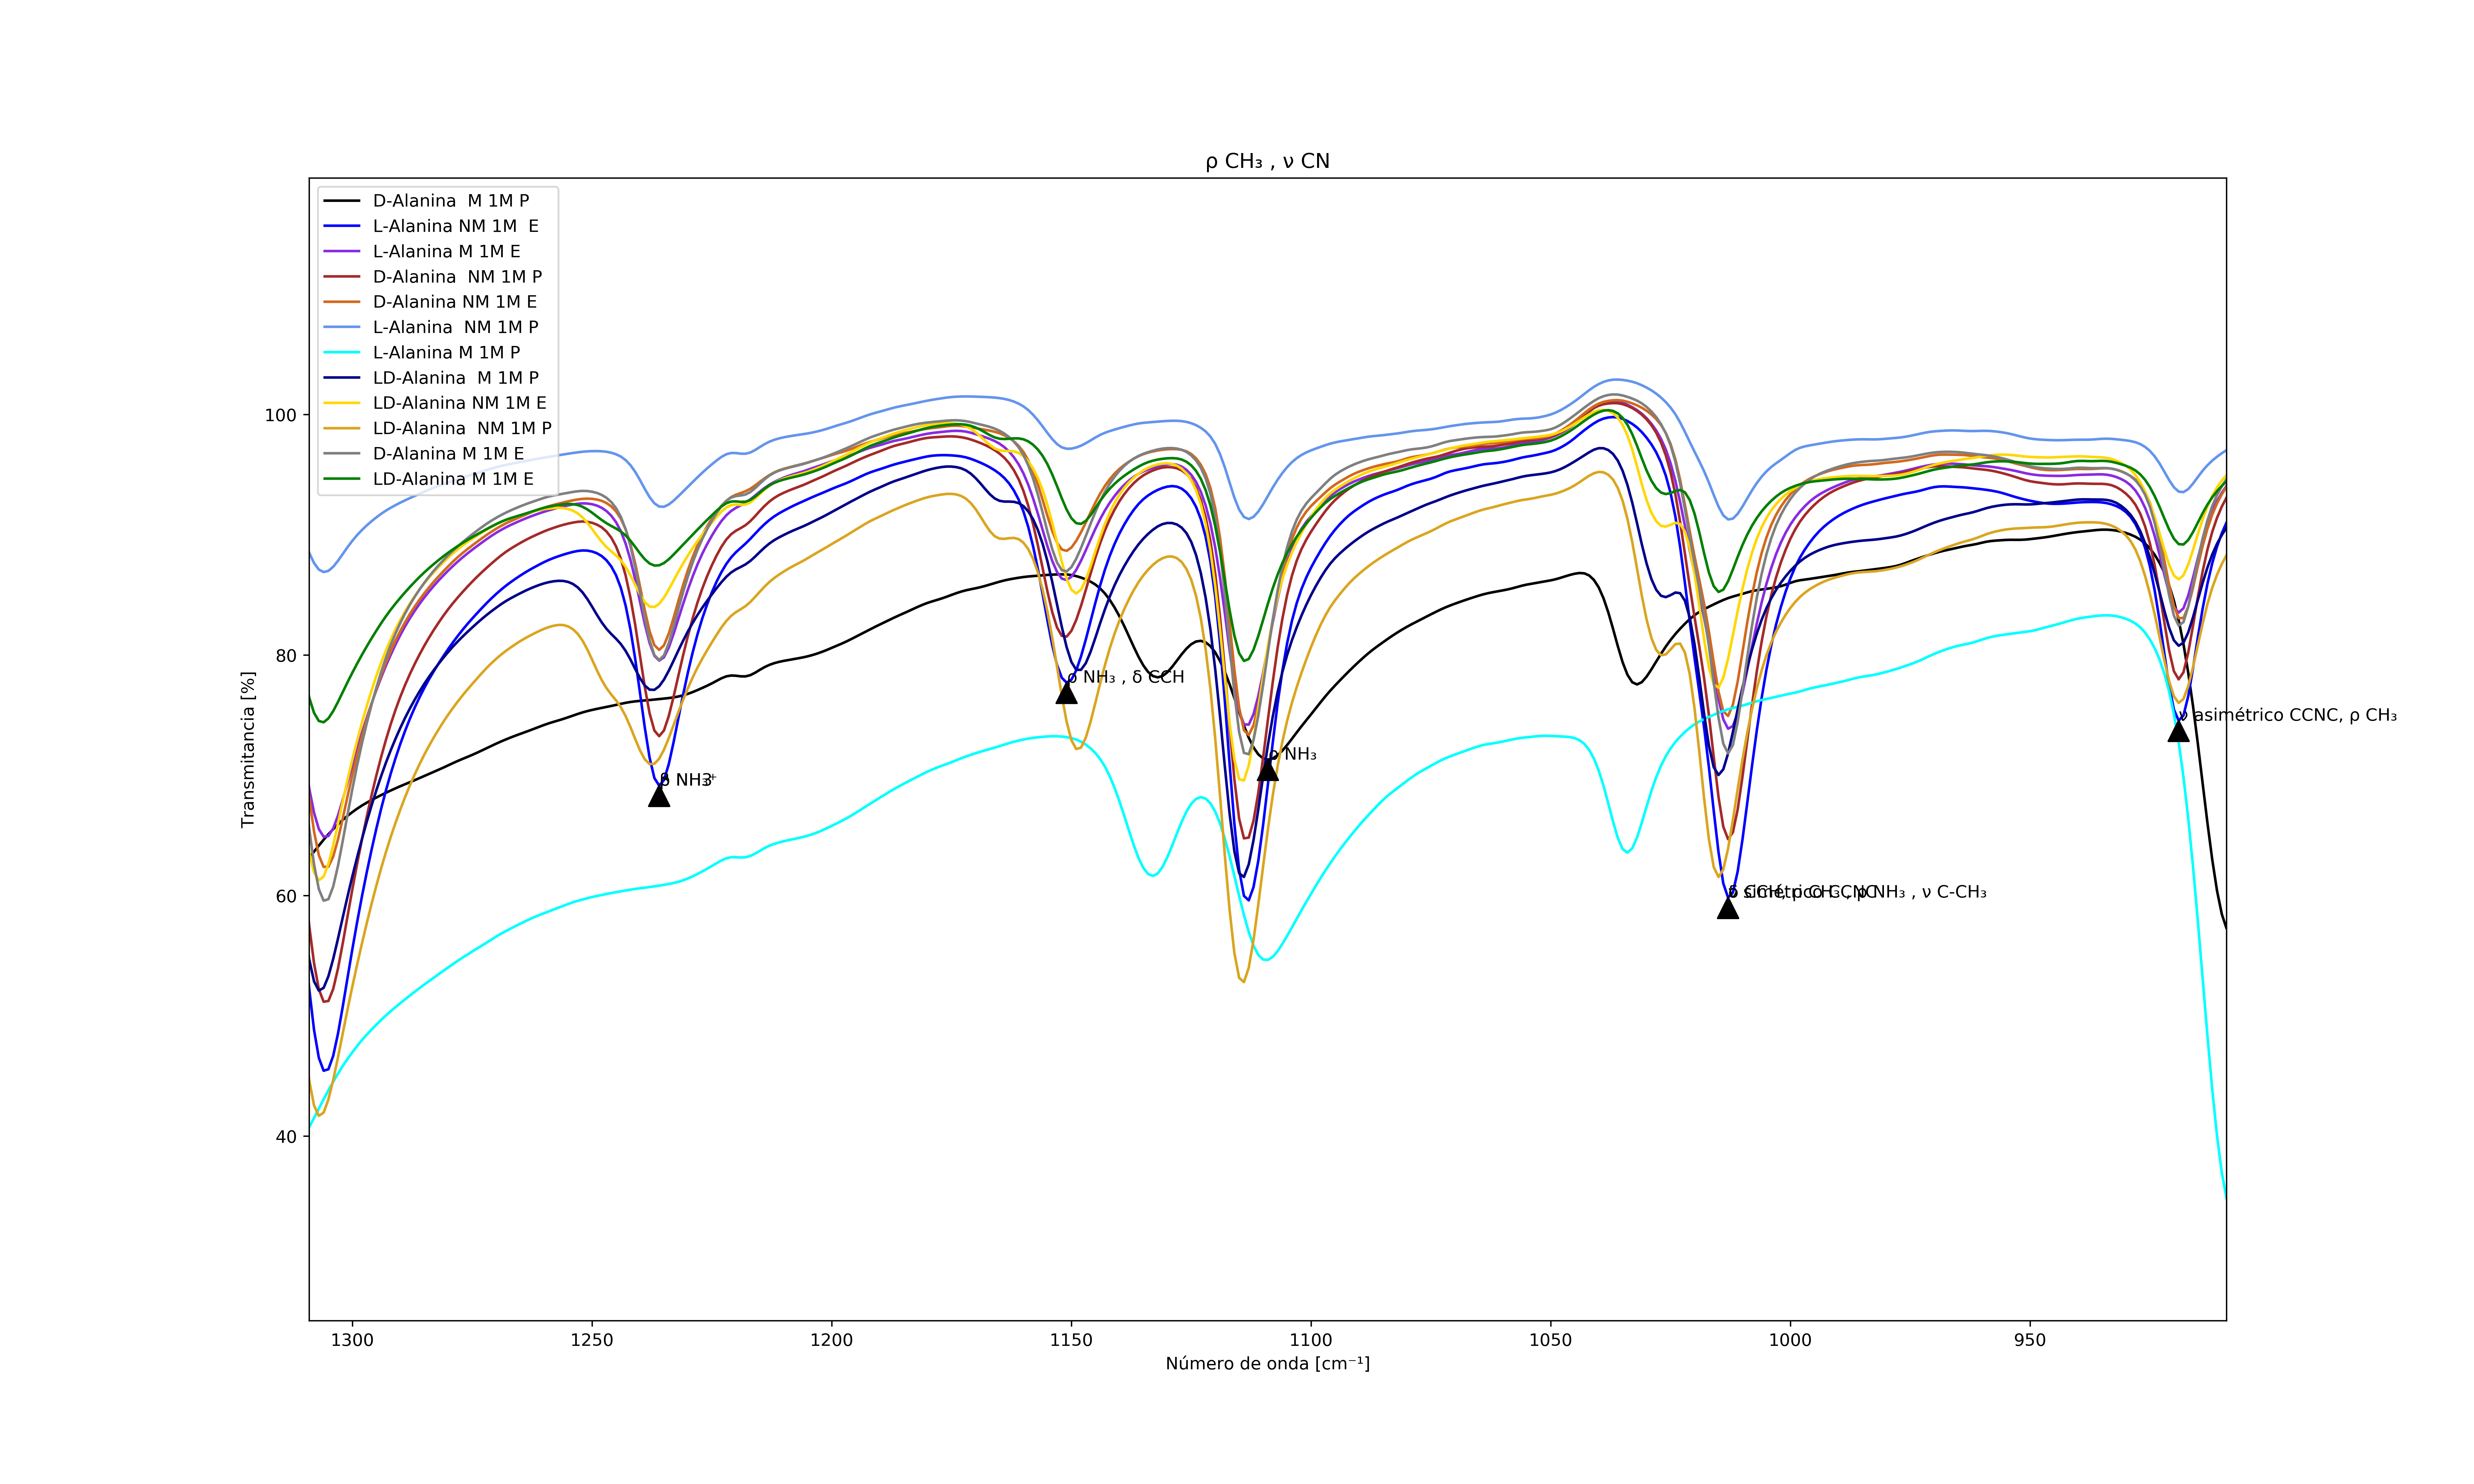 ρ CH₃ , ν CN
D-Alanina  M 1M P
L-Alanina NM 1M  E
L-Alanina M 1M E
D-Alanina  NM 1M P
D-Alanina NM 1M E
L-Alanina  NM 1M P
L-Alanina M 1M P
LD-Alanina  M 1M P
LD-Alanina NM 1M E
LD-Alanina  NM 1M P
D-Alanina M 1M E
LD-Alanina M 1M E
100
80
60
40
Transmitancia [%]
ρ NH₃ , δ CCH
ν asimétrico CCNC, ρ CH₃
ρ NH₃
NH₃⁺
ρ NH₃ , ν C-CH₃
1300
1250
1200
1150
1100
1050
1000
950
Número de onda [cm⁻¹]